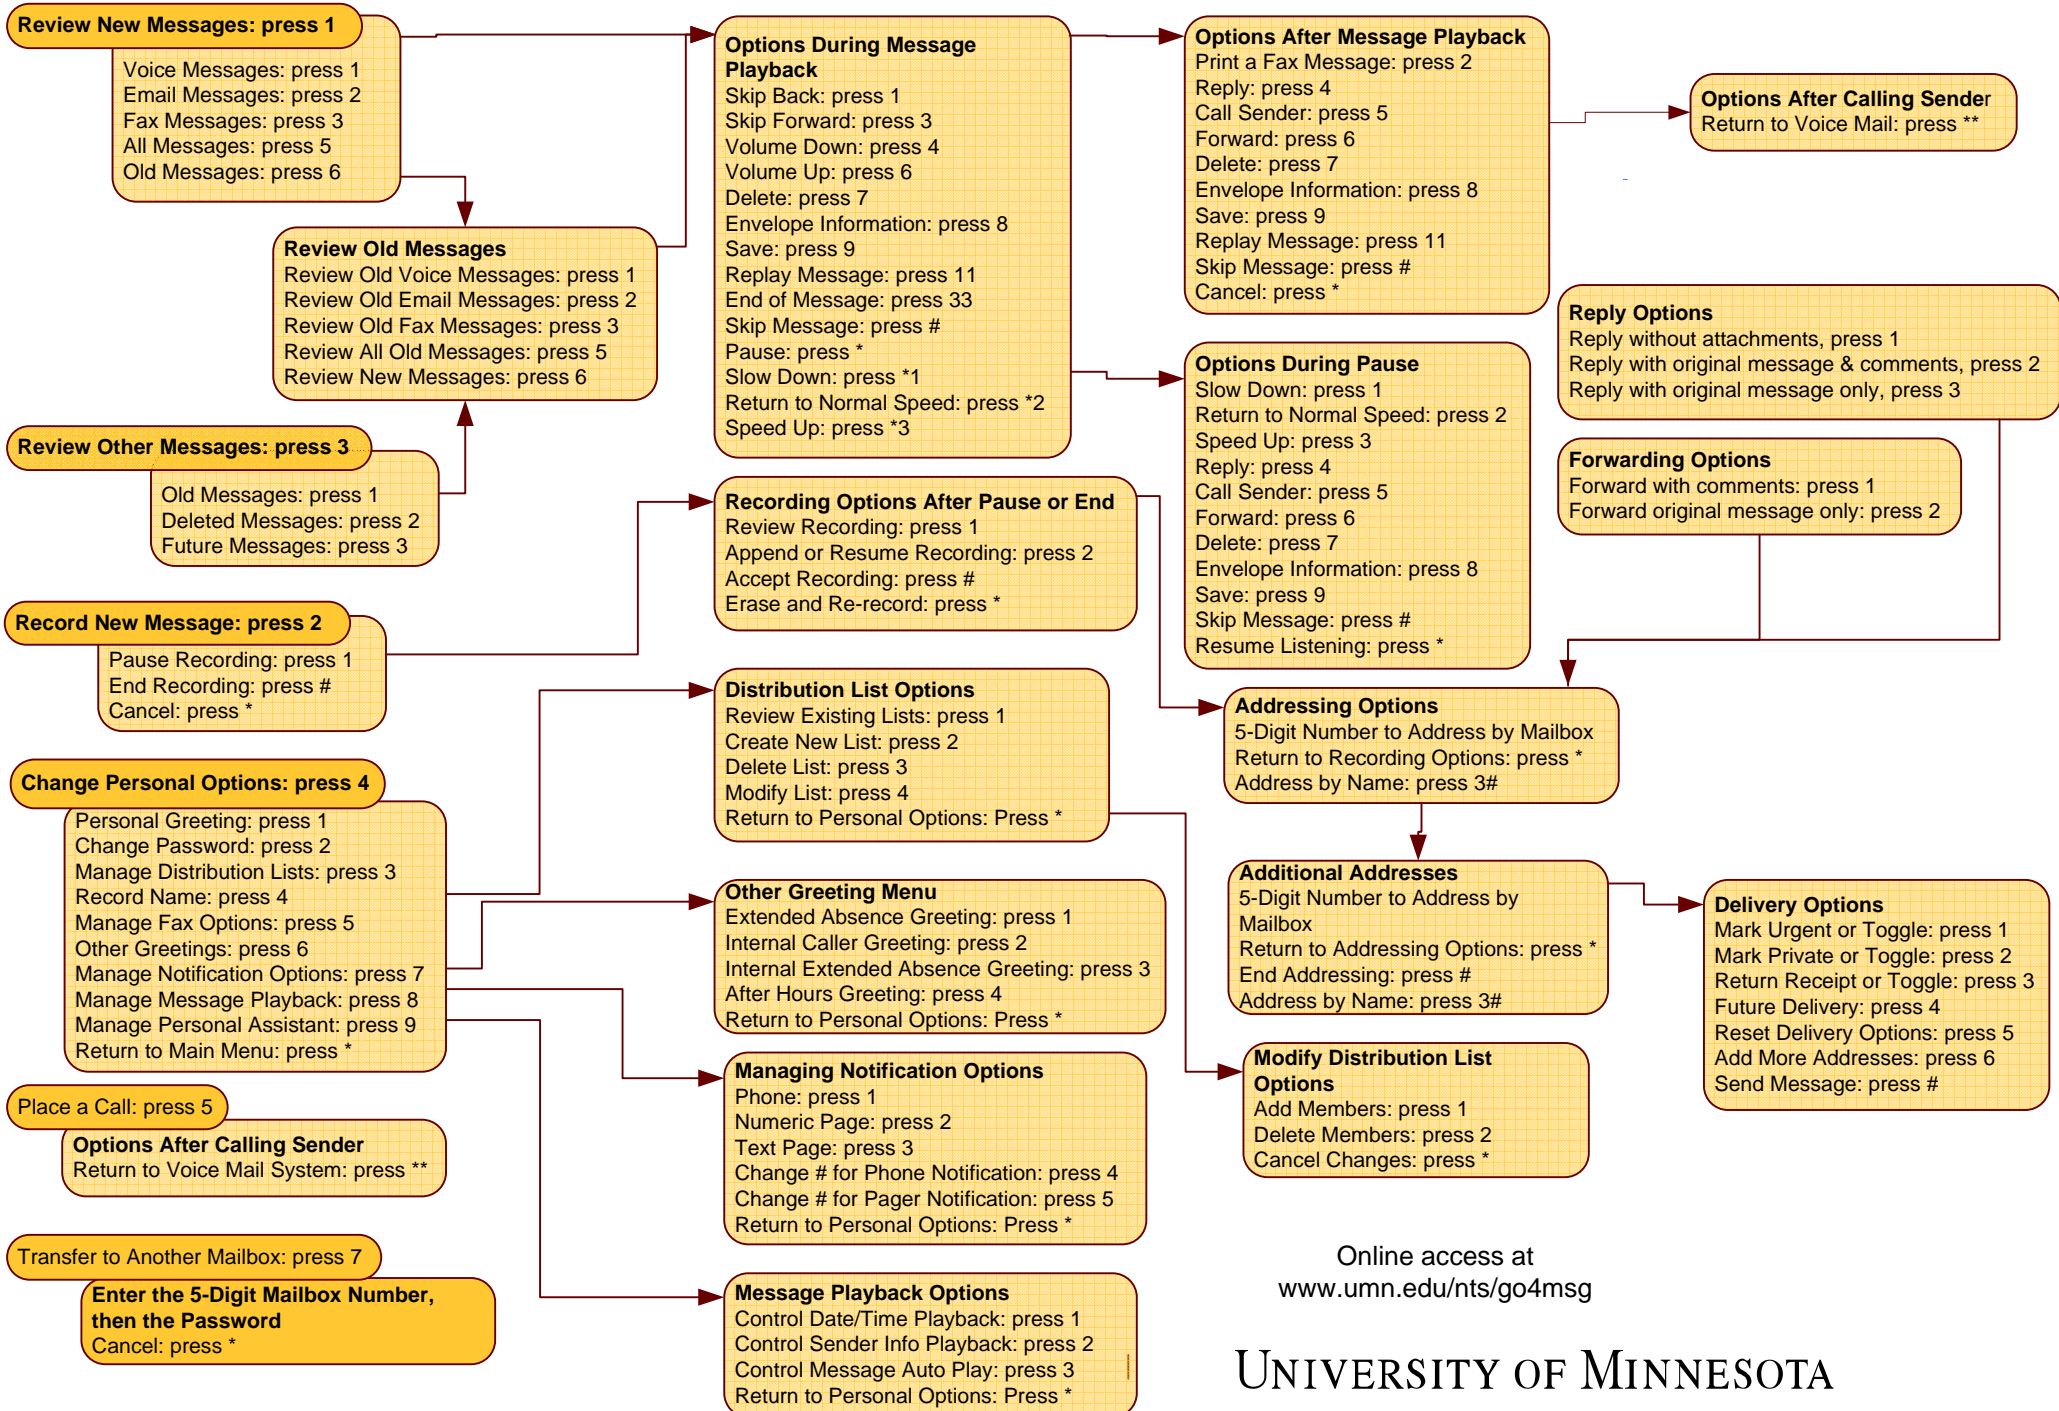 Review New Messages: press 1
Voice Messages: press 1
Email Messages: press 2
Fax Messages: press 3
All Messages: press 5
Old Messages: press 6
Review Old Messages
Review Old Voice Messages: press 1
Review Old Email Messages: press 2
Review Old Fax Messages: press 3
Review All Old Messages: press 5
Review New Messages: press 6
Review Other Messages: press 3
Old Messages: press 1
Deleted Messages: press 2
Future Messages: press 3
Record New Message: press 2
Pause Recording: press 1
End Recording: press #
Cancel: press *
Change Personal Options: press 4
Personal Greeting: press 1
Change Password: press 2
Manage Distribution Lists: press 3
Record Name: press 4
Manage Fax Options: press 5
Other Greetings: press 6
Manage Notification Options: press 7
Manage Message Playback: press 8
Manage Personal Assistant: press 9
Return to Main Menu: press *
Place a Call: press 5
Options After Calling Sender
Return to Voice Mail System: press **
Transfer to Another Mailbox: press 7
Enter the 5-Digit Mailbox Number,
then the Password
Cancel: press *
Options During Message
Playback
Skip Back: press 1
Skip Forward: press 3
Volume Down: press 4
Volume Up: press 6
Delete: press 7
Envelope Information: press 8
Save: press 9
Replay Message: press 11
End of Message: press 33
Skip Message: press #
Pause: press *
Slow Down: press *1
Return to Normal Speed: press *2
Speed Up: press *3
Recording Options After Pause or End
Review Recording: press 1
Append or Resume Recording: press 2
Accept Recording: press #
Erase and Re-record: press *
Distribution List Options
Review Existing Lists: press 1
Create New List: press 2
Delete List: press 3
Modify List: press 4
Return to Personal Options: Press *
Other Greeting Menu
Extended Absence Greeting: press 1
Internal Caller Greeting: press 2
Internal Extended Absence Greeting: press 3
After Hours Greeting: press 4
Return to Personal Options: Press *
Managing Notification Options
Phone: press 1
Numeric Page: press 2
Text Page: press 3
Change # for Phone Notification: press 4
Change # for Pager Notification: press 5
Return to Personal Options: Press *
Message Playback Options
Control Date/Time Playback: press 1
Control Sender Info Playback: press 2
Control Message Auto Play: press 3
Return to Personal Options: Press *
Options After Message Playback
Print a Fax Message: press 2
Reply: press 4
Call Sender: press 5
Forward: press 6
Delete: press 7
Envelope Information: press 8
Save: press 9
Replay Message: press 11
Skip Message: press #
Cancel: press *
Options During Pause
Slow Down: press 1
Return to Normal Speed: press 2
Speed Up: press 3
Reply: press 4
Call Sender: press 5
Forward: press 6
Delete: press 7
Envelope Information: press 8
Save: press 9
Skip Message: press #
Resume Listening: press *
Options After Calling Sender
Return to Voice Mail: press **
Reply Options
Reply without attachments, press 1
Reply with original message & comments, press 2
Reply with original message only, press 3
Forwarding Options
Forward with comments: press 1
Forward original message only: press 2
Addressing Options
5-Digit Number to Address by Mailbox
Return to Recording Options: press *
Address by Name: press 3#
Additional Addresses
5-Digit Number to Address by
Mailbox
Return to Addressing Options: press *
End Addressing: press #
Address by Name: press 3#
Delivery Options
Mark Urgent or Toggle: press 1
Mark Private or Toggle: press 2
Return Receipt or Toggle: press 3
Future Delivery: press 4
Reset Delivery Options: press 5
Add More Addresses: press 6
Send Message: press #
Modify Distribution List
Options
Add Members: press 1
Delete Members: press 2
Cancel Changes: press *
Online access at
www.umn.edu/nts/go4msg
UNIVERSITY OF MINNESOTA